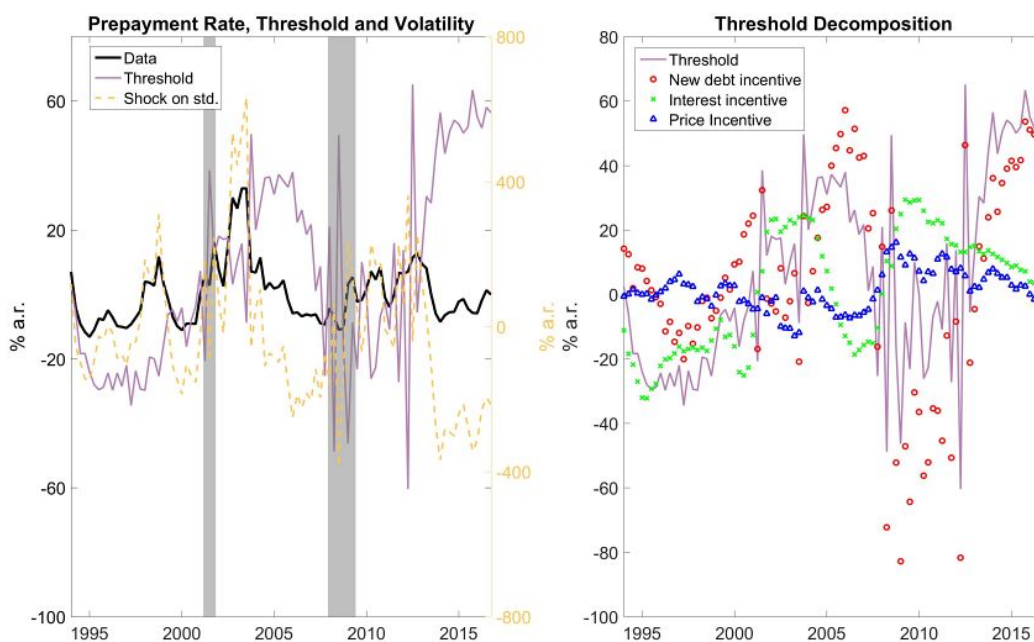 Prepayment Rate, Threshold and Volatility
800
60
Data
Threshold
Shock on std.
400
20
% a.r.
0
% a.r.
-20
-400
-60
-100
-800
1995 2000 2005 2010 2015
Threshold Decomposition
80
60
Threshold
New debt incentive
Interest incentive
Price Incentive
40
20
% a.r.
0
-20
-40
-60
-80
-100
1995 2000 2005 2010 2015